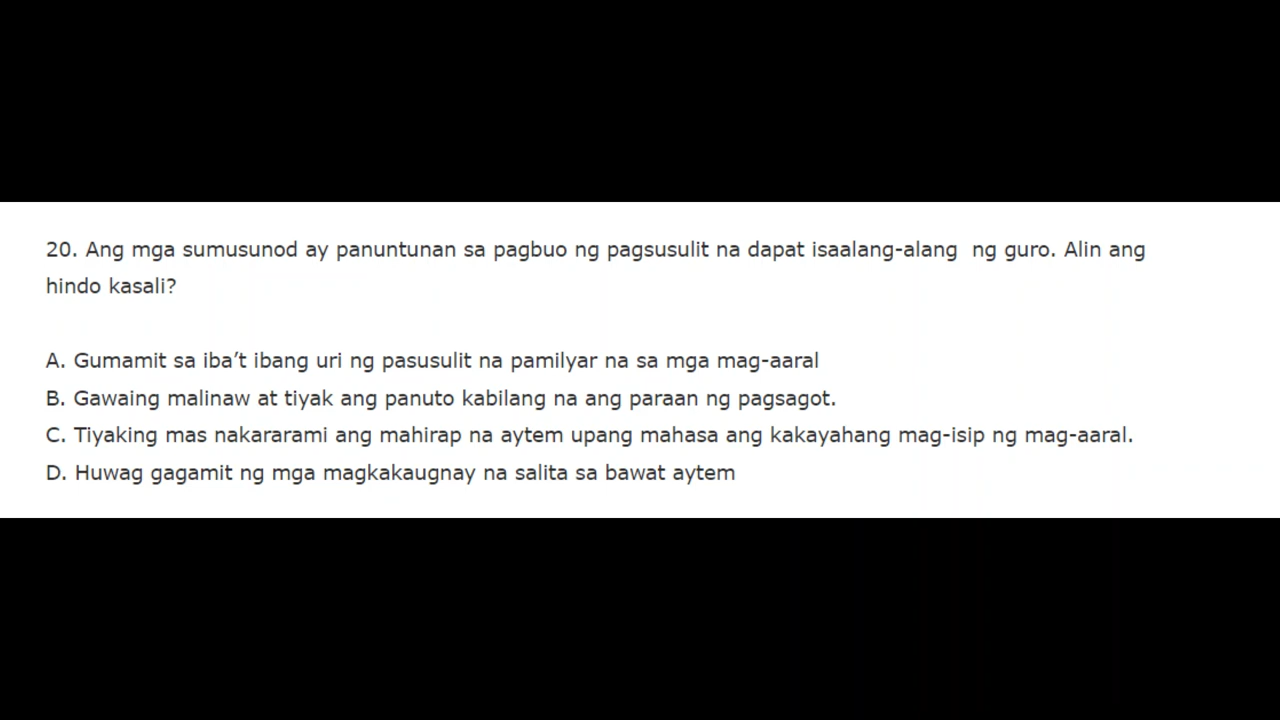 20. Ang mga sumusunod ay panuntunan sa pagbuo ng pagsusulit na dapat isaalang-alang  ng guro. Alin ang
hindo kasali?
A. Gumamit sa iba’t ibang uri ng pasusulit na pamilyar na sa mga mag-aaral
B. Gawaing malinaw at tiyak ang panuto kabilang na ang paraan ng pagsagot.
C. Tiyaking mas nakararami ang mahirap na aytem upang mahasa ang kakayahang mag-isip ng mag-aaral.
D. Huwag gagamit ng mga magkakaugnay na salita sa bawat aytem